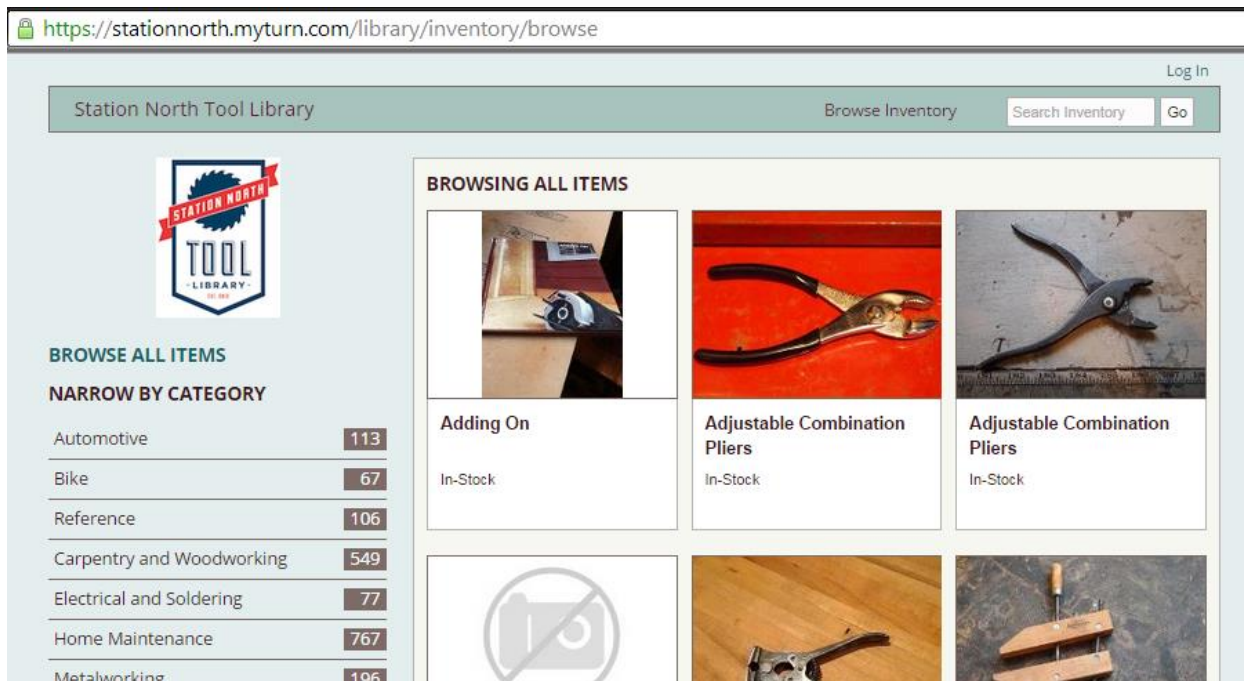 https://stationnorth.myturn.com/library/inventory/browse
Log In
Station North Tool Library
Browse Inventory
Search Inventory
Go
STATION NORTH
TOOL
LIBRARY
BROWSE ALL ITEMS
NARROW BY CATEGORY
Automotive 113
Bike 67
Reference 106
Carpentry and Woodworking 549
Electrical and Soldering 77
Home Maintenance 767
Metalworking 196
BROWSING ALL ITEMS
Adding On
In-Stock
Adjustable Combination
Pliers
In-Stock
Adjustable Combination
Pliers
In-Stock